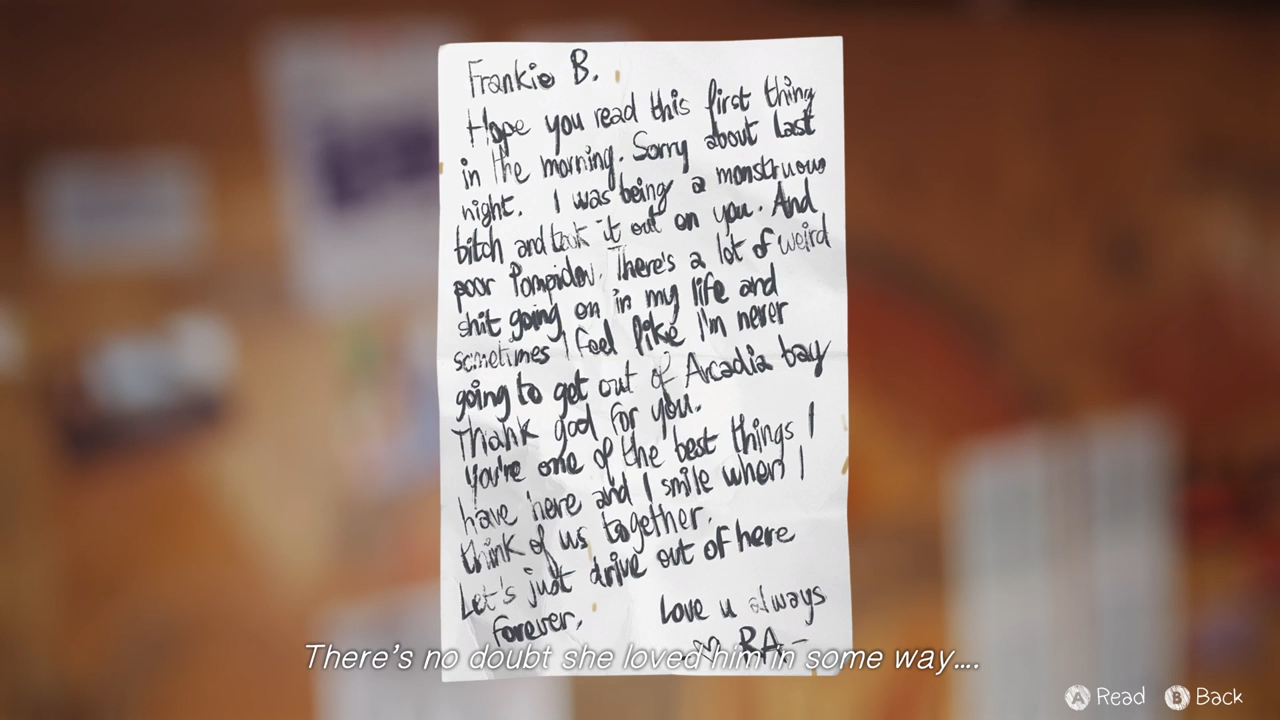 Frankie B.
Hope you read this first thing
in the morning. Sorry about last
night. I was being a monstruous
bitch and took it out on you. And
poor Pompidou. There's a lot of weird
shit going on in my life and
sometimes I feel like I'm never
going to get out of Arcadia bay
Thank god for you.
You're one of the best things I
have here and I smile when I
think of us together.
Let's just drive out of here
forever.
Love u always
♡ RA-
There's no doubt she loved him in some way....
A Read B Back